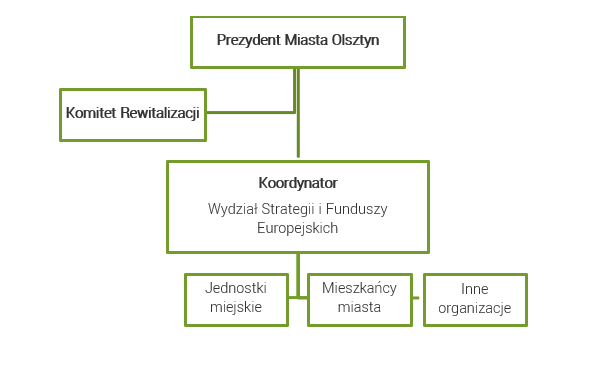 Prezydent Miasta Olsztyn
Komitet Rewitalizacji
Koordynator
Wydział Strategii i Funduszy
Europejskich
Jednostki
miejskie
Mieszkańcy
miasta
Inne
organizacje